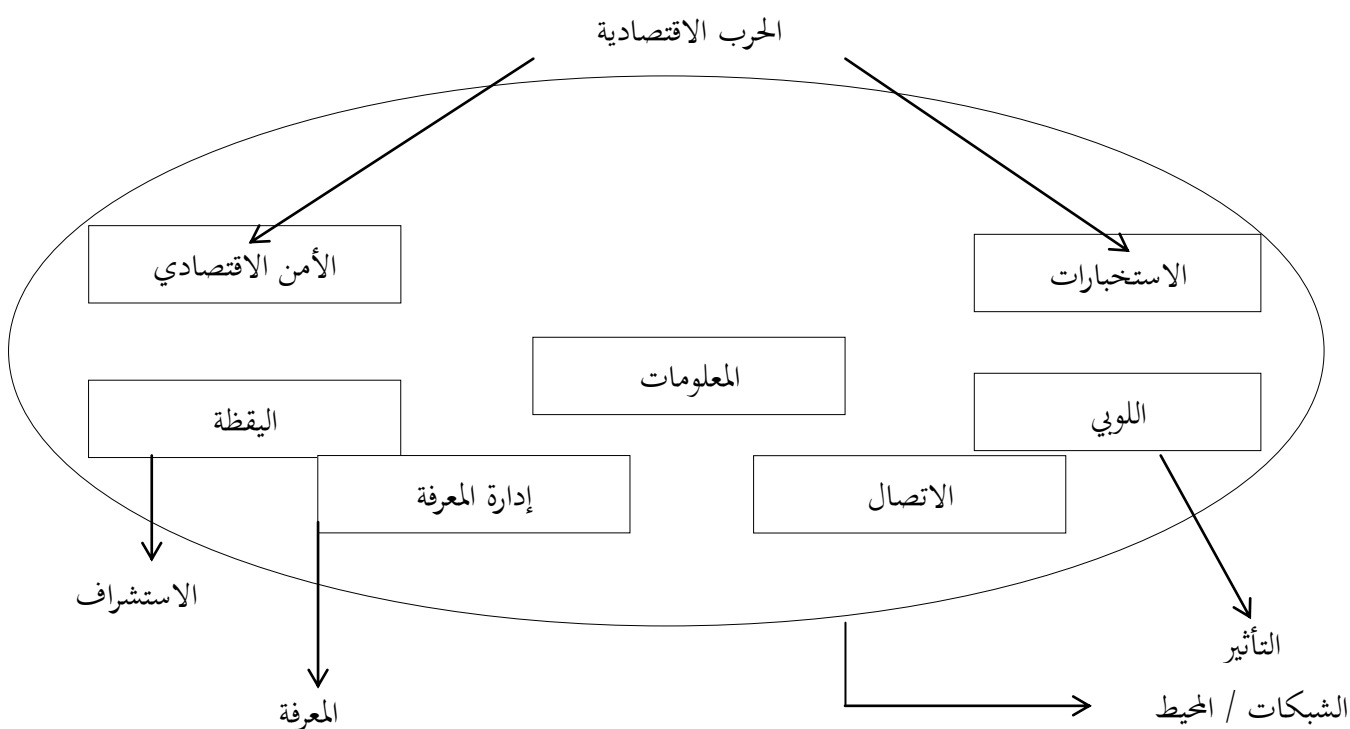 الحرب الاقتصادية
الاستخبارات
الأمن الاقتصادي
المعلومات
اللوبي
اليقظة
الاتصال
إدارة المعرفة
الاستشراف
التأثير
الشبكات / المحيط
المعرفة